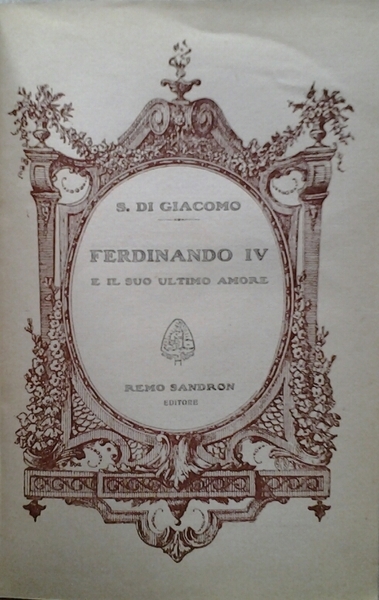 S. DI GIACOMO
FERDINANDO IV
E IL SUO ULTIMO AMORE
REMO SANDRON
EDITORE